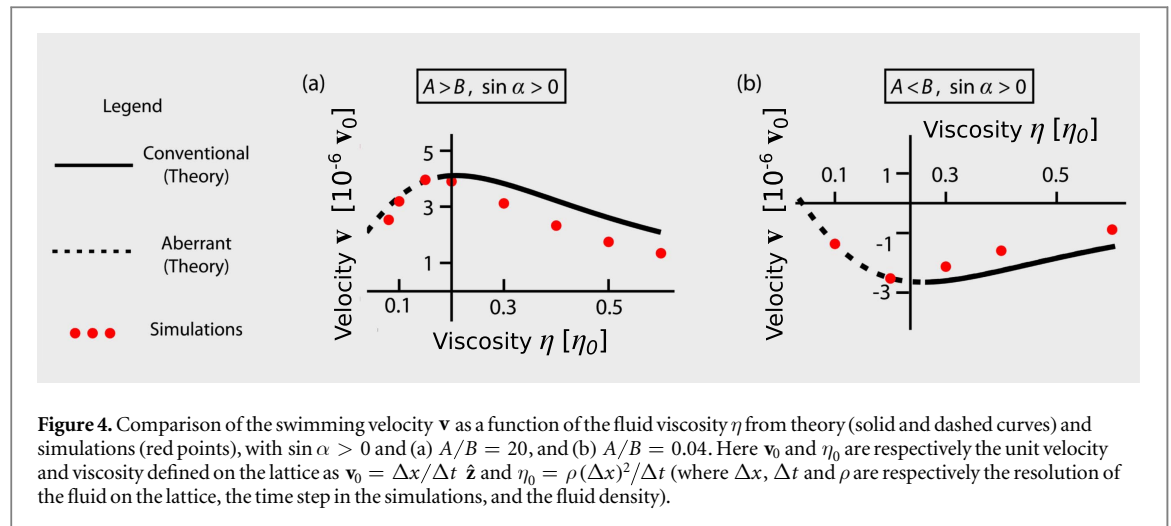 Legend
Conventional
(Theory)
Aberrant
(Theory)
Simulations
(a)
A > B, sin α > 0
Velocity v [10⁻⁶ v₀]
5
3
1
0.1
0.3
0.5
Viscosity η [η₀]
(b)
A < B, sin α > 0
Viscosity η [η₀]
Velocity v [10⁻⁶ v₀]
0.1
1
0.3
0.5
-1
-3
Figure 4. Comparison of the swimming velocity v as a function of the fluid viscosity η from theory (solid and dashed curves) and
simulations (red points), with sin α > 0 and (a) A/B = 20, and (b) A/B = 0.04. Here v₀ and η₀ are respectively the unit velocity
and viscosity defined on the lattice as v₀ = Δx/Δt ẑ and η₀ = ρ(Δx)²/Δt (where Δx, Δt and ρ are respectively the resolution of
the fluid on the lattice, the time step in the simulations, and the fluid density).